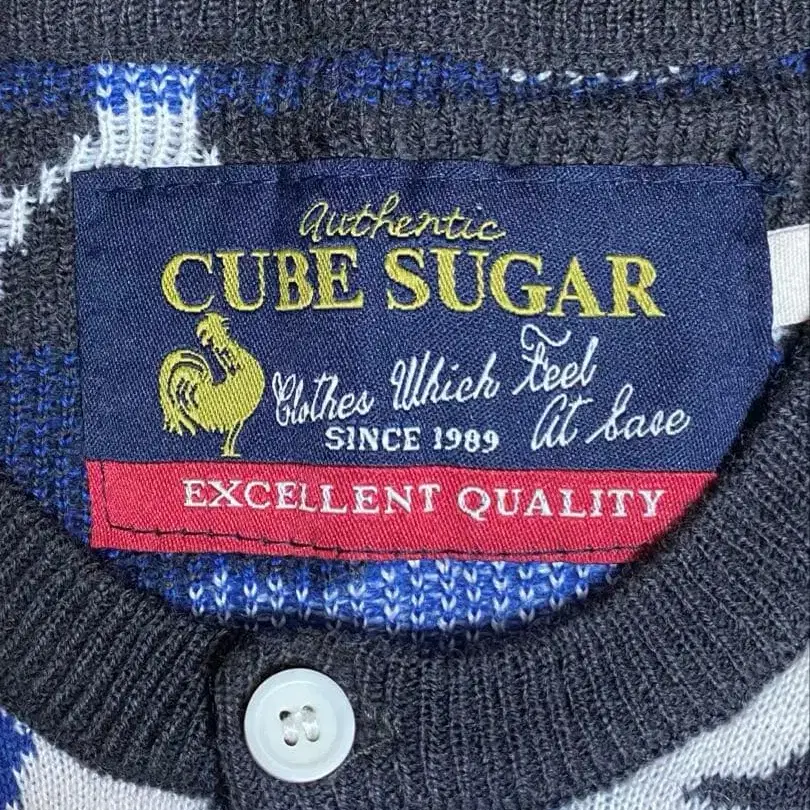 Authentic
CUBE SUGAR
Clothes Which Feel
At Ease
SINCE 1989
EXCELLENT QUALITY